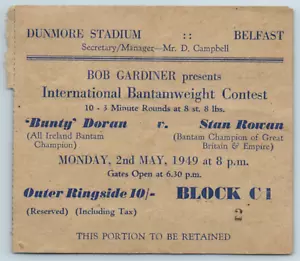 DUNMORE STADIUM :: BELFAST
Secretary/Manager—Mr. D. Campbell
BOB GARDINER presents
International Bantamweight Contest
10 - 3 Minute Rounds at 8 st. 8 lbs.
'Bunty' Doran v. Stan Rowan
(All Ireland Bantam Champion) (Bantam Champion of Great Britain & Empire)
MONDAY, 2nd MAY, 1949 at 8 p.m.
Gates Open at 6.30 p.m.
Outer Ringside 10/- BLOCK C1
(Reserved) (Including Tax) 2
THIS PORTION TO BE RETAINED